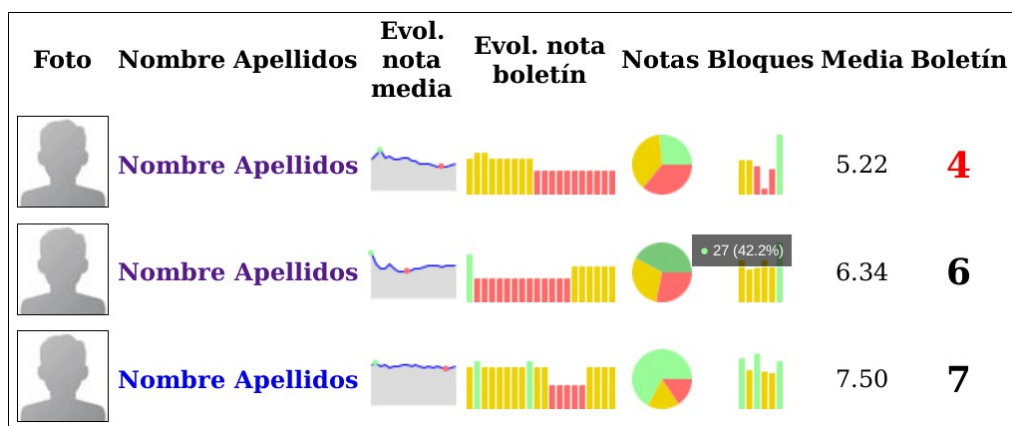 Foto Nombre Apellidos Evol. nota media Evol. nota boletín Notas Bloques Media Boletín
Nombre Apellidos 5.22 4
27 (42.2%)
Nombre Apellidos 6.34 6
Nombre Apellidos 7.50 7